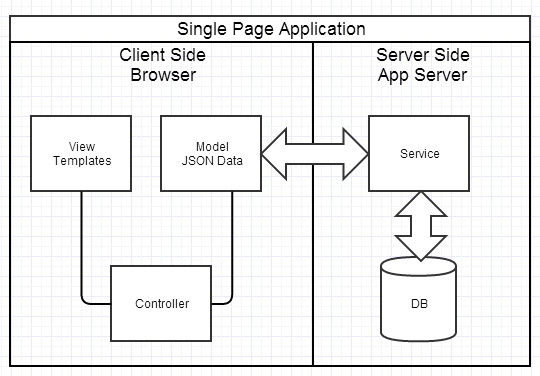 Single Page Application
Client Side
Browser
Server Side
App Server
View
Templates
Model
JSON Data
Service
Controller
DB